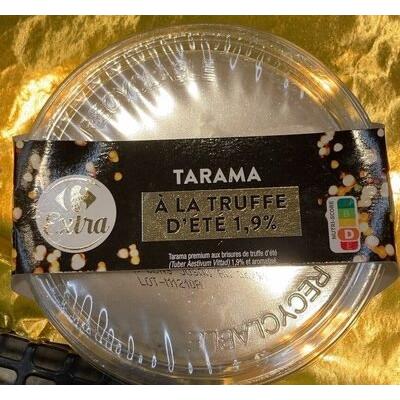 TARAMA
À LA TRUFFE
D'ÉTÉ 1,9%
Extra
NUTRI-SCORE
D
Tarama premium aux brisures de truffe d'été
(Tuber Aestivum Vittad) 1,9% et aromatisé.
RECYCLABLE